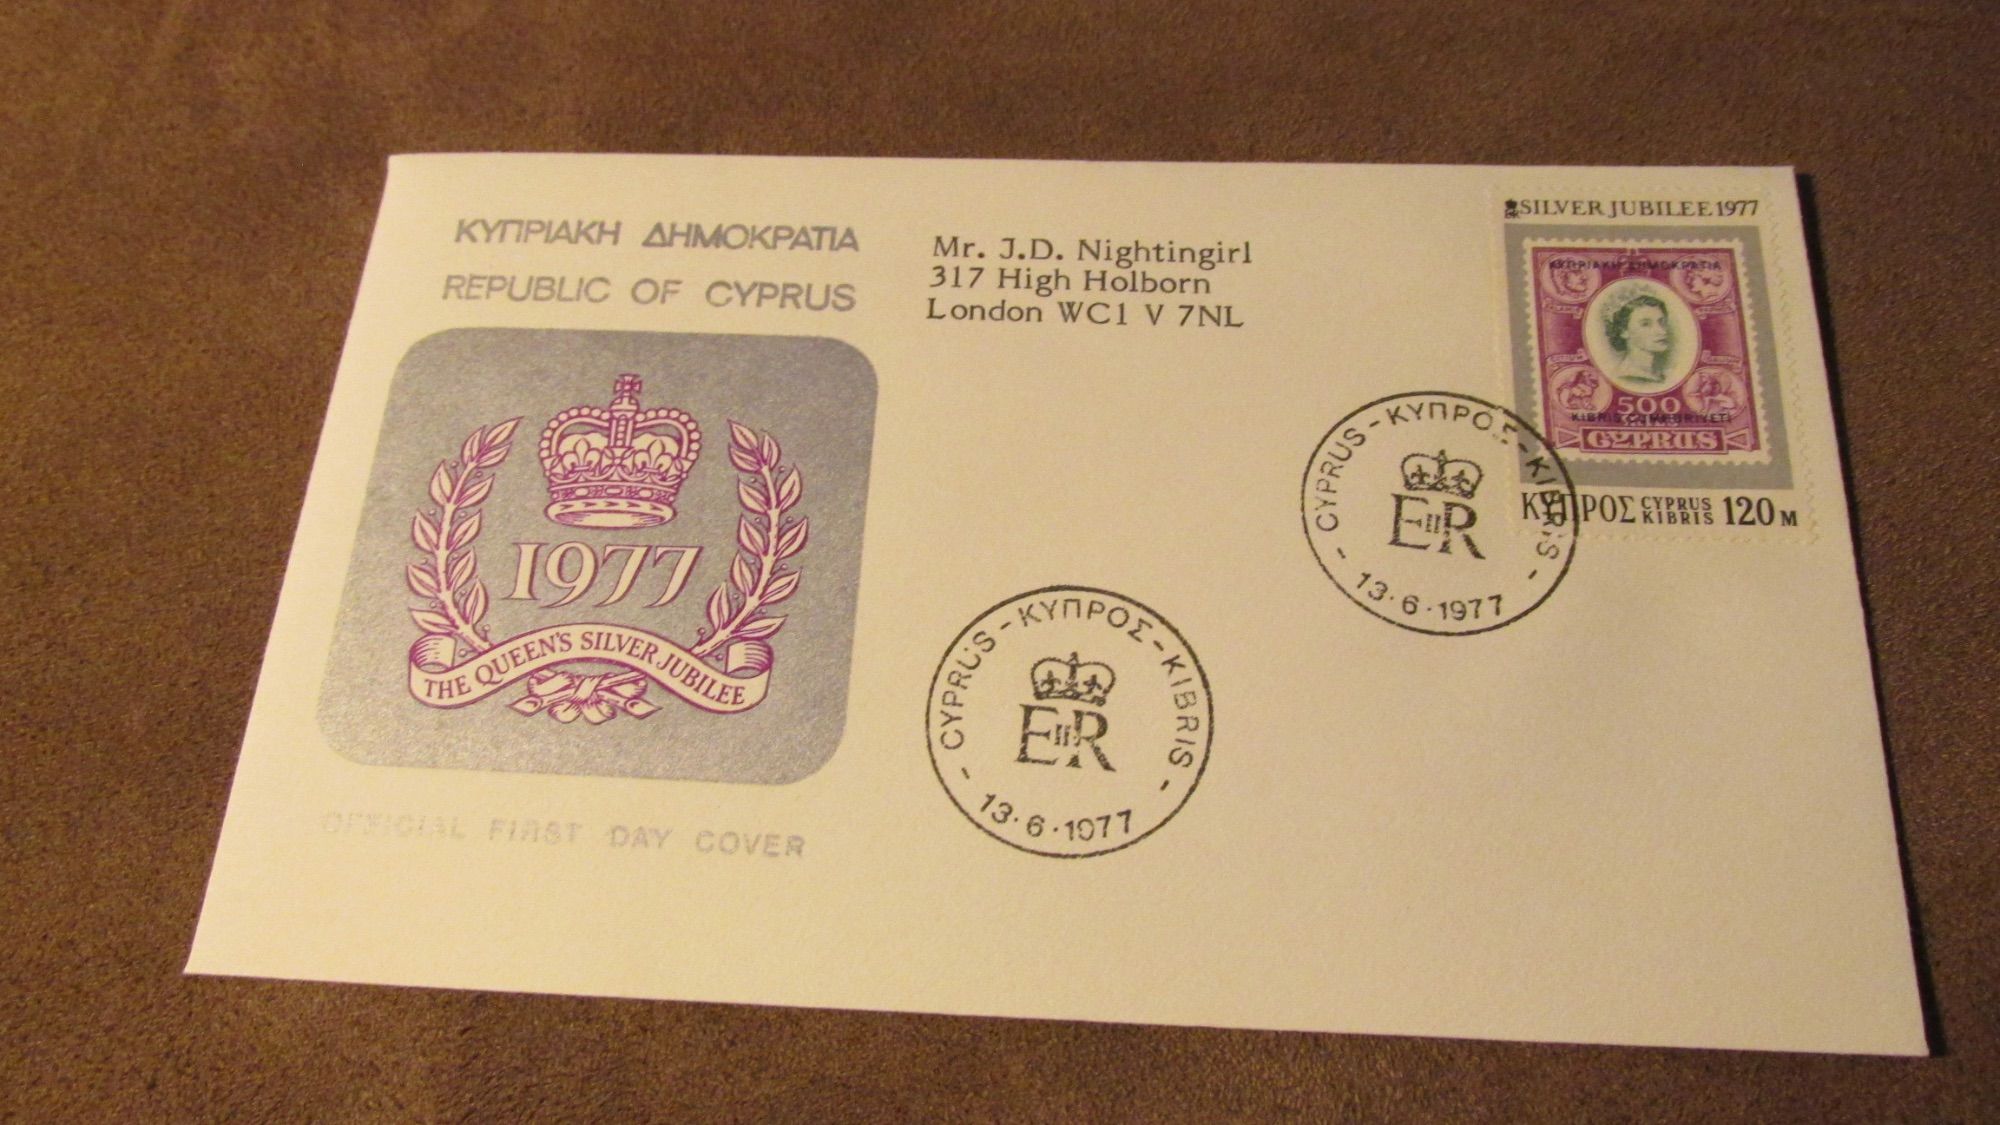 ΚΥΠΡΙΑΚΗ ΔΗΜΟΚΡΑΤΙΑ
REPUBLIC OF CYPRUS
1977
THE QUEEN'S SILVER JUBILEE
OFFICIAL FIRST DAY COVER
Mr. J.D. Nightingirl
317 High Holborn
London WC1 V 7NL
- CYPRUS - ΚΥΠΡΟΣ - KIBRIS -
EIIR
13·6·1977
- CYPRUS - ΚΥΠΡΟΣ - KIBRIS -
EIIR
13·6·1977
SILVER JUBILEE 1977
ΚΥΠΡΙΑΚΗ ΔΗΜΟΚΡΑΤΙΑ
500
KIBRIS CUMHURIYETI
CYPRUS
ΚΥΠΡΟΣ CYPRUS KIBRIS 120 M